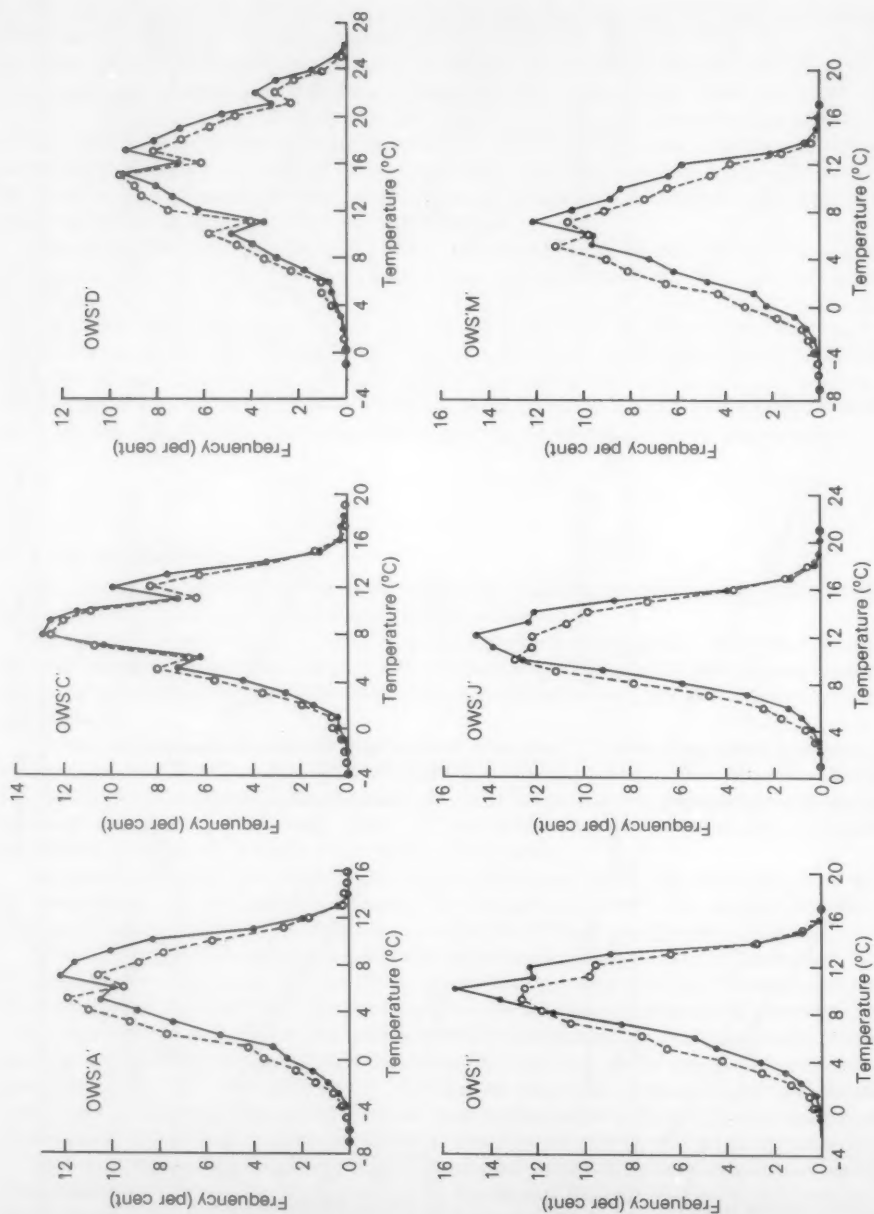 OWS'A'
Frequency (per cent)
12
10
8
6
4
2
0
-8 -4 0 4 8 12 16
Temperature (°C)
OWS'C'
Frequency (per cent)
14
12
10
8
6
4
2
0
-4 0 4 8 12 16 20
Temperature (°C)
OWS'D'
Frequency (per cent)
12
10
8
6
4
2
0
-4 0 4 8 12 16 20 24 28
Temperature (°C)
OWS'I'
Frequency (per cent)
16
14
12
10
8
6
4
2
0
-4 0 4 8 12 16 20
Temperature (°C)
OWS'J'
Frequency (per cent)
16
14
12
10
8
6
4
2
0
0 4 8 12 16 20 24
Temperature (°C)
OWS'M'
Frequency per cent)
16
14
12
10
8
6
4
2
0
-8 -4 0 4 8 12 16 20
Temperature (°C)